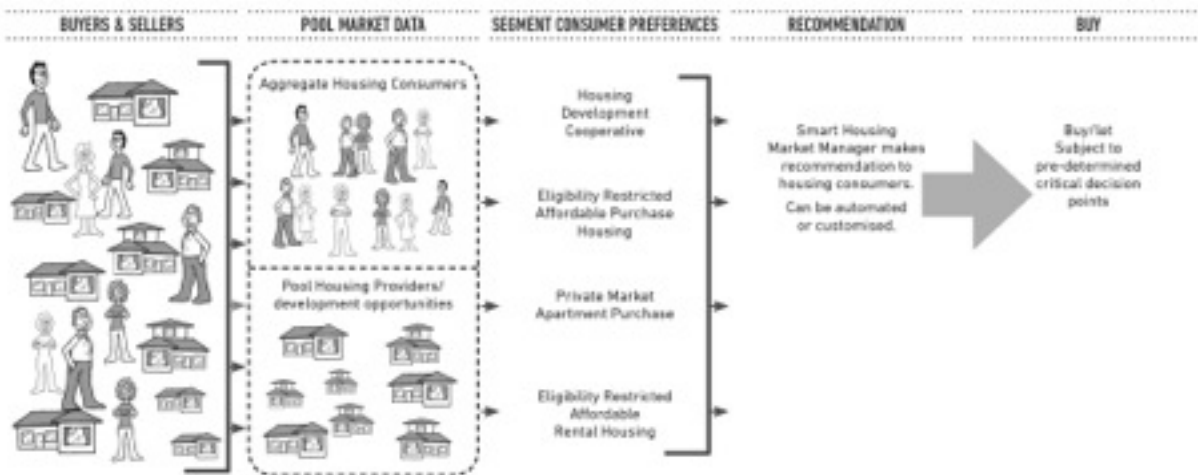 BUYERS & SELLERS
POOL MARKET DATA
SEGMENT CONSUMER PREFERENCES
RECOMMENDATION
BUY
Aggregate Housing Consumers
Pool Housing Providers/
development opportunities
Housing
Development
Cooperative
Eligibility Restricted
Affordable Purchase
Housing
Private Market
Apartment Purchase
Eligibility Restricted
Affordable
Rental Housing
Smart Housing
Market Manager makes
recommendation to
housing consumers.
Can be automated
or customised.
Buy/let
Subject to
pre-determined
critical decision
points